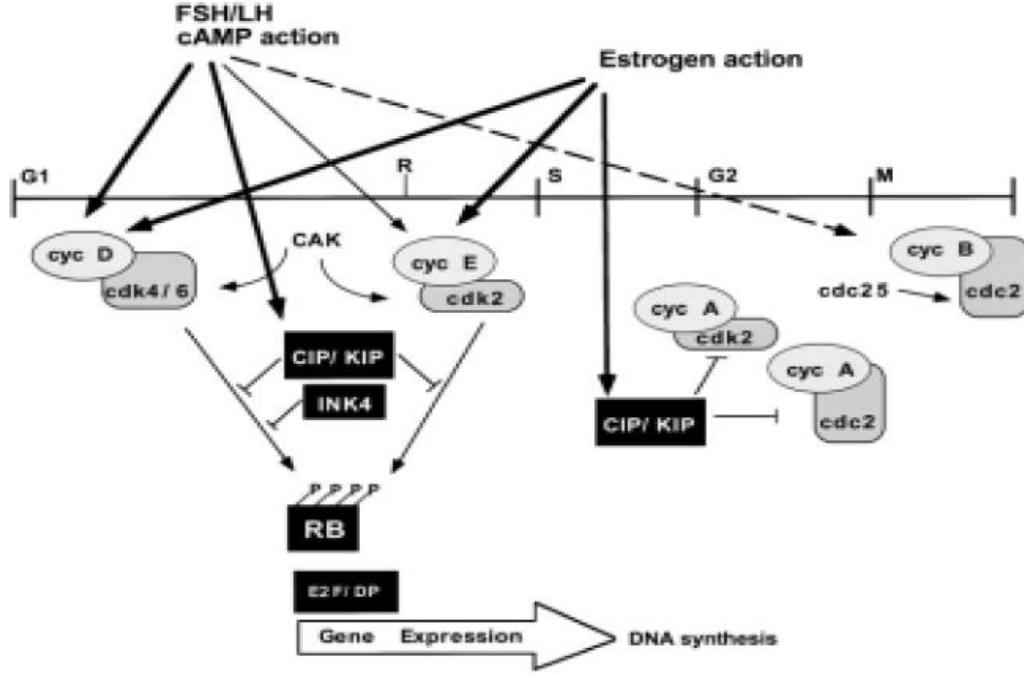 FSH/LH
cAMP action
Estrogen action
G1
R
S
G2
M
cyc D
cdk4/6
CAK
cyc E
cdk2
cyc B
cdc2
cdc25
cyc A
cdk2
cyc A
cdc2
CIP/ KIP
INK4
CIP/ KIP
P P P P
RB
E2F/ DP
Gene Expression
DNA synthesis